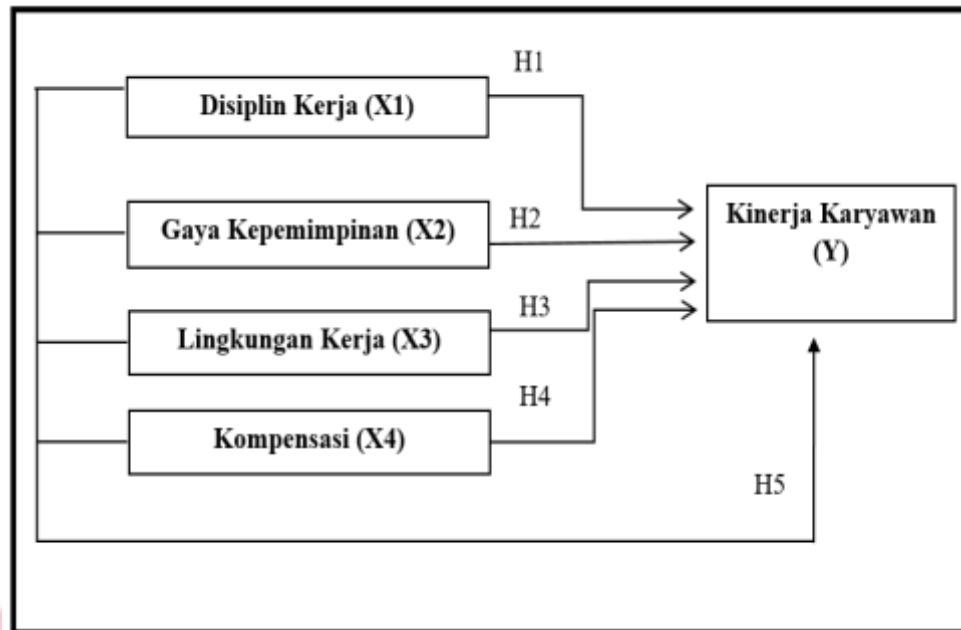 H1
Disiplin Kerja (X1)
Gaya Kepemimpinan (X2)
H2
Kinerja Karyawan
(Y)
H3
Lingkungan Kerja (X3)
H4
Kompensasi (X4)
H5